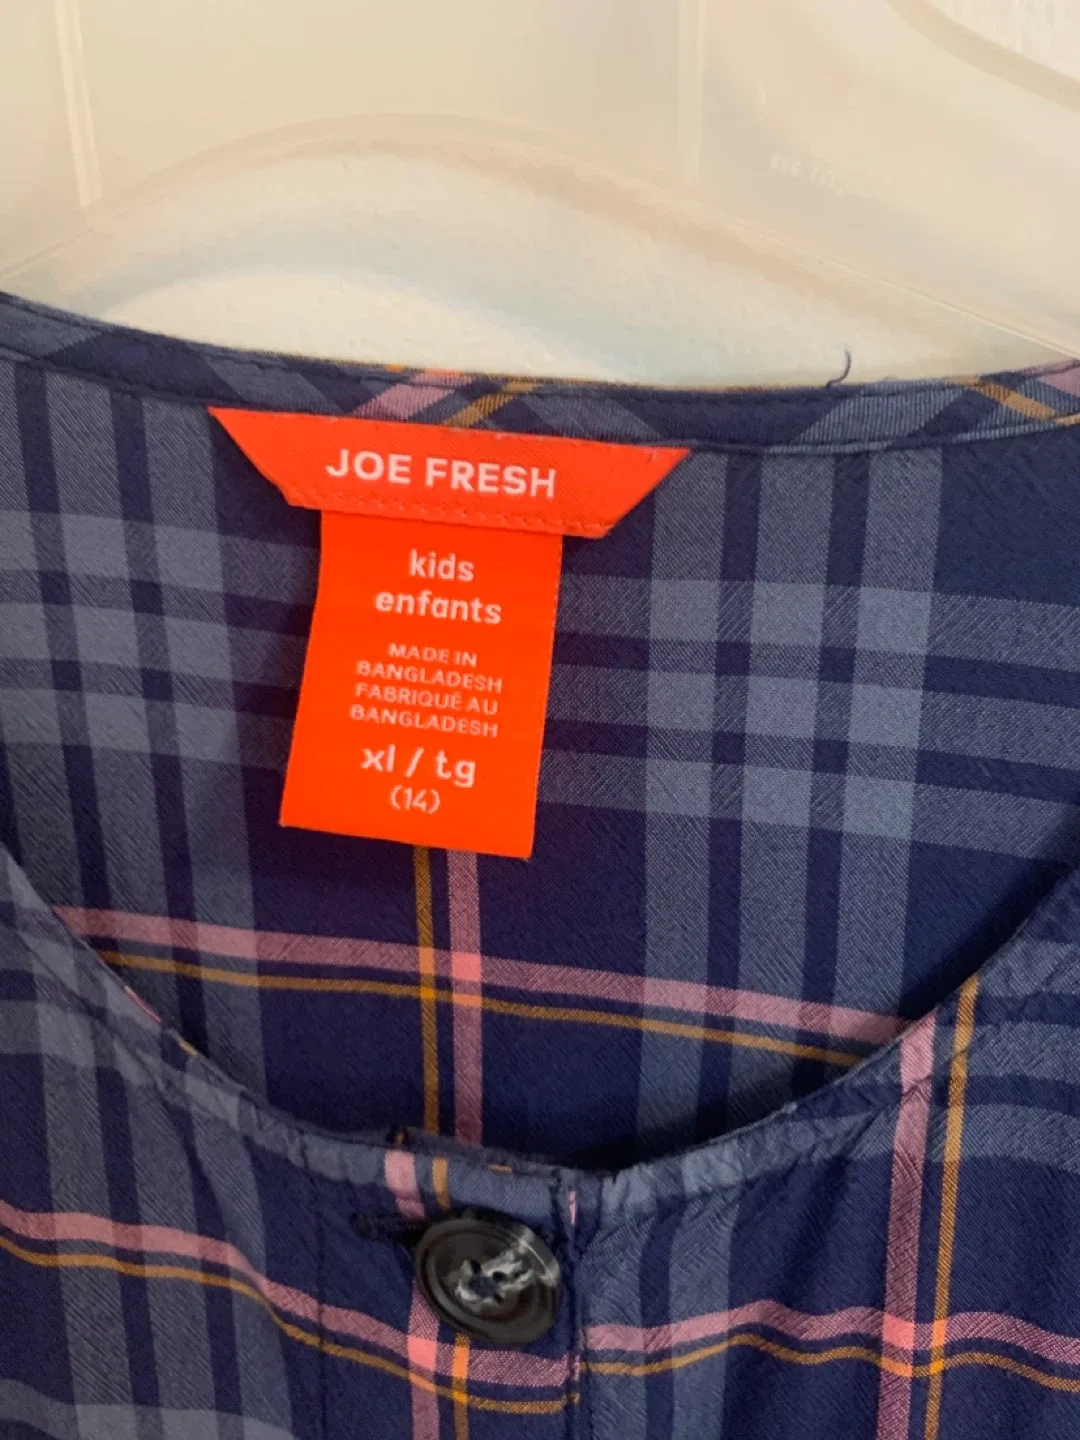 JOE FRESH
kids
enfants
MADE IN
BANGLADESH
FABRIQUÉ AU
BANGLADESH
xl / tg
(14)